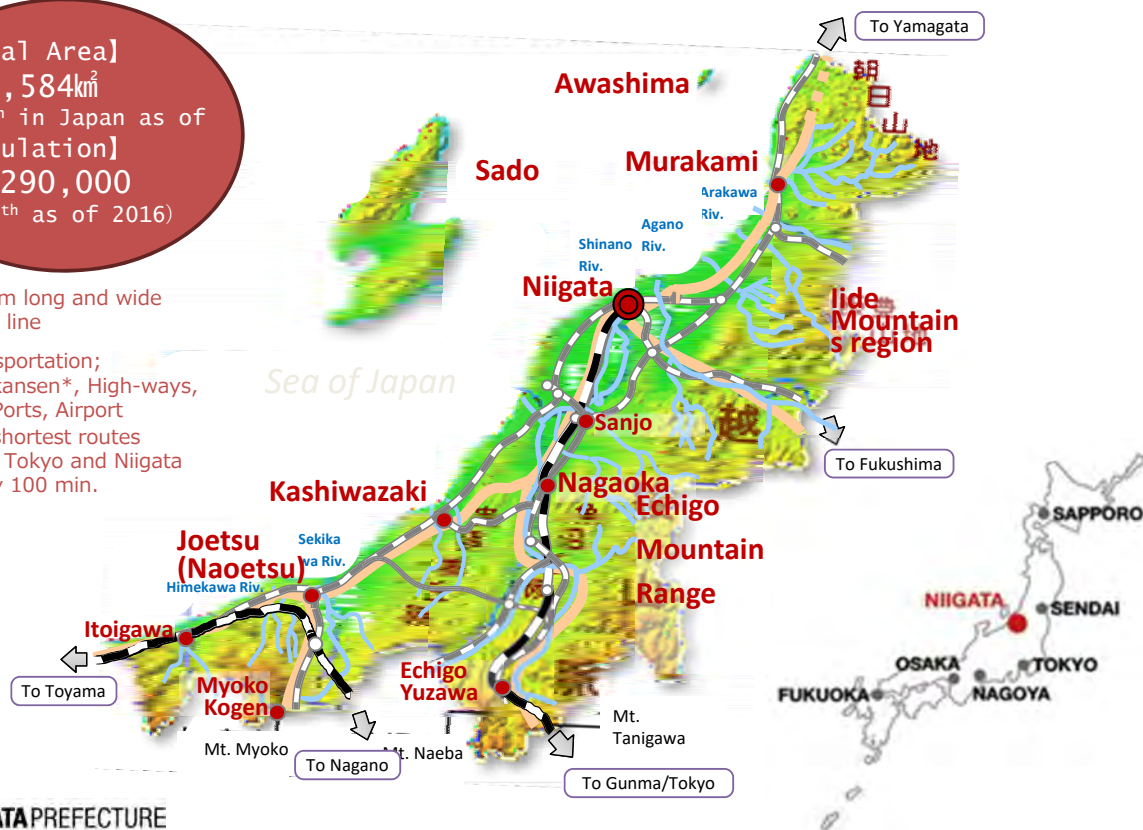 al Area】
,584㎢
h in Japan as of
ulation】
290,000
th as of 2016)
m long and wide
line
sportation;
ansen*, High-ways,
Ports, Airport
shortest routes
Tokyo and Niigata
y 100 min.
To Yamagata
朝
日
山
地
Awashima
Sado
Murakami
Arakawa
Riv.
Agano
Riv.
Shinano
Riv.
Niigata
Iide
Mountain
s region
Sea of Japan
越
Sanjo
To Fukushima
Nagaoka
Echigo
Mountain
Range
Kashiwazaki
Joetsu
(Naoetsu)
Sekika
wa Riv.
Himekawa Riv.
Itoigawa
To Toyama
Myoko
Kogen
Echigo
Yuzawa
Mt. Myoko
To Nagano
Mt. Naeba
Mt.
Tanigawa
To Gunma/Tokyo
SAPPORO
NIIGATA
SENDAI
OSAKA
TOKYO
FUKUOKA
NAGOYA
ATA PREFECTURE